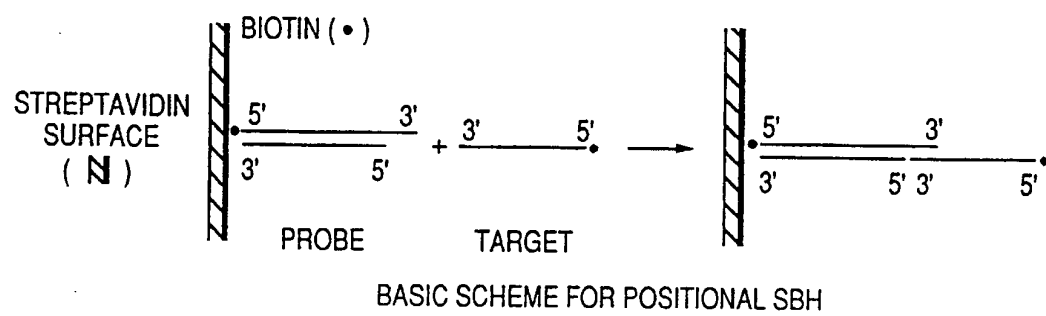 BIOTIN ( • )
STREPTAVIDIN
SURFACE
( N )
5' 3'
3' 5'
+
3' 5'
5' 3'
3' 5' 3' 5'
PROBE TARGET
BASIC SCHEME FOR POSITIONAL SBH